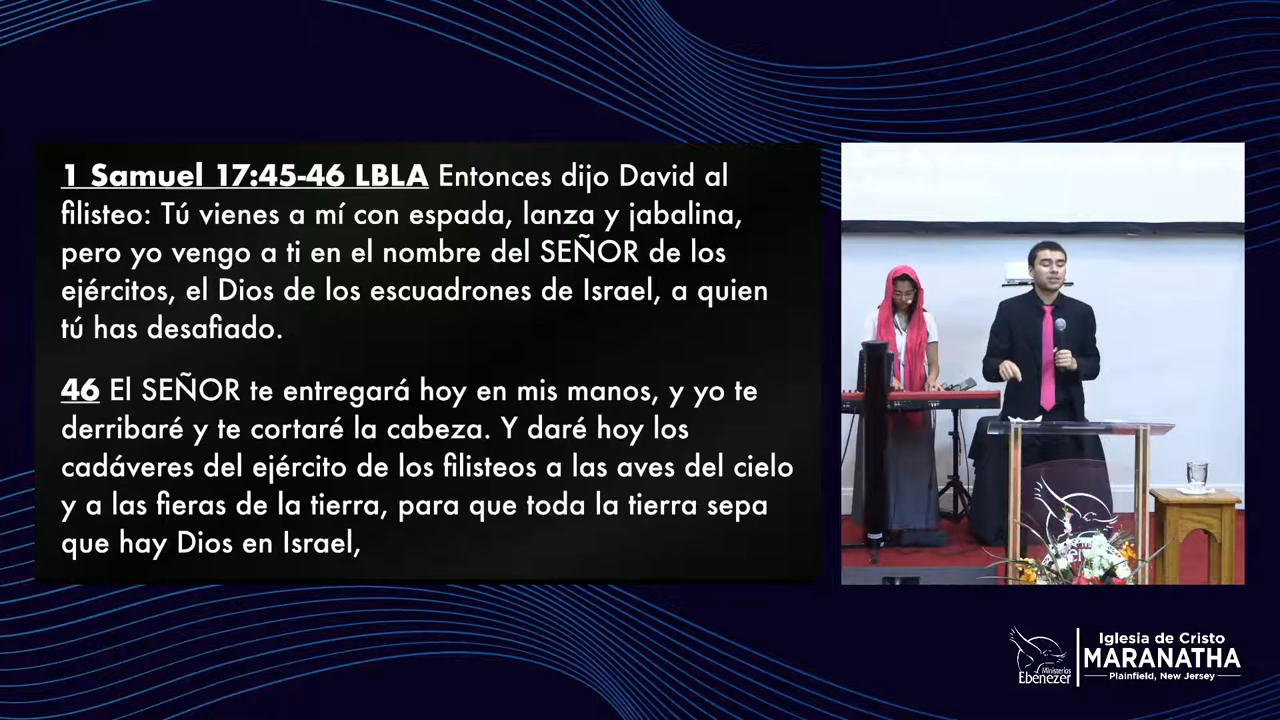 1 Samuel 17:45-46 LBLA Entonces dijo David al
filisteo: Tú vienes a mí con espada, lanza y jabalina,
pero yo vengo a ti en el nombre del SEÑOR de los
ejércitos, el Dios de los escuadrones de Israel, a quien
tú has desafiado.
46 El SEÑOR te entregará hoy en mis manos, y yo te
derribaré y te cortaré la cabeza. Y daré hoy los
cadáveres del ejército de los filisteos a las aves del cielo
y a las fieras de la tierra, para que toda la tierra sepa
que hay Dios en Israel,
Ministerios
Ebenezer
Iglesia de Cristo
MARANATHA
Plainfield, New Jersey